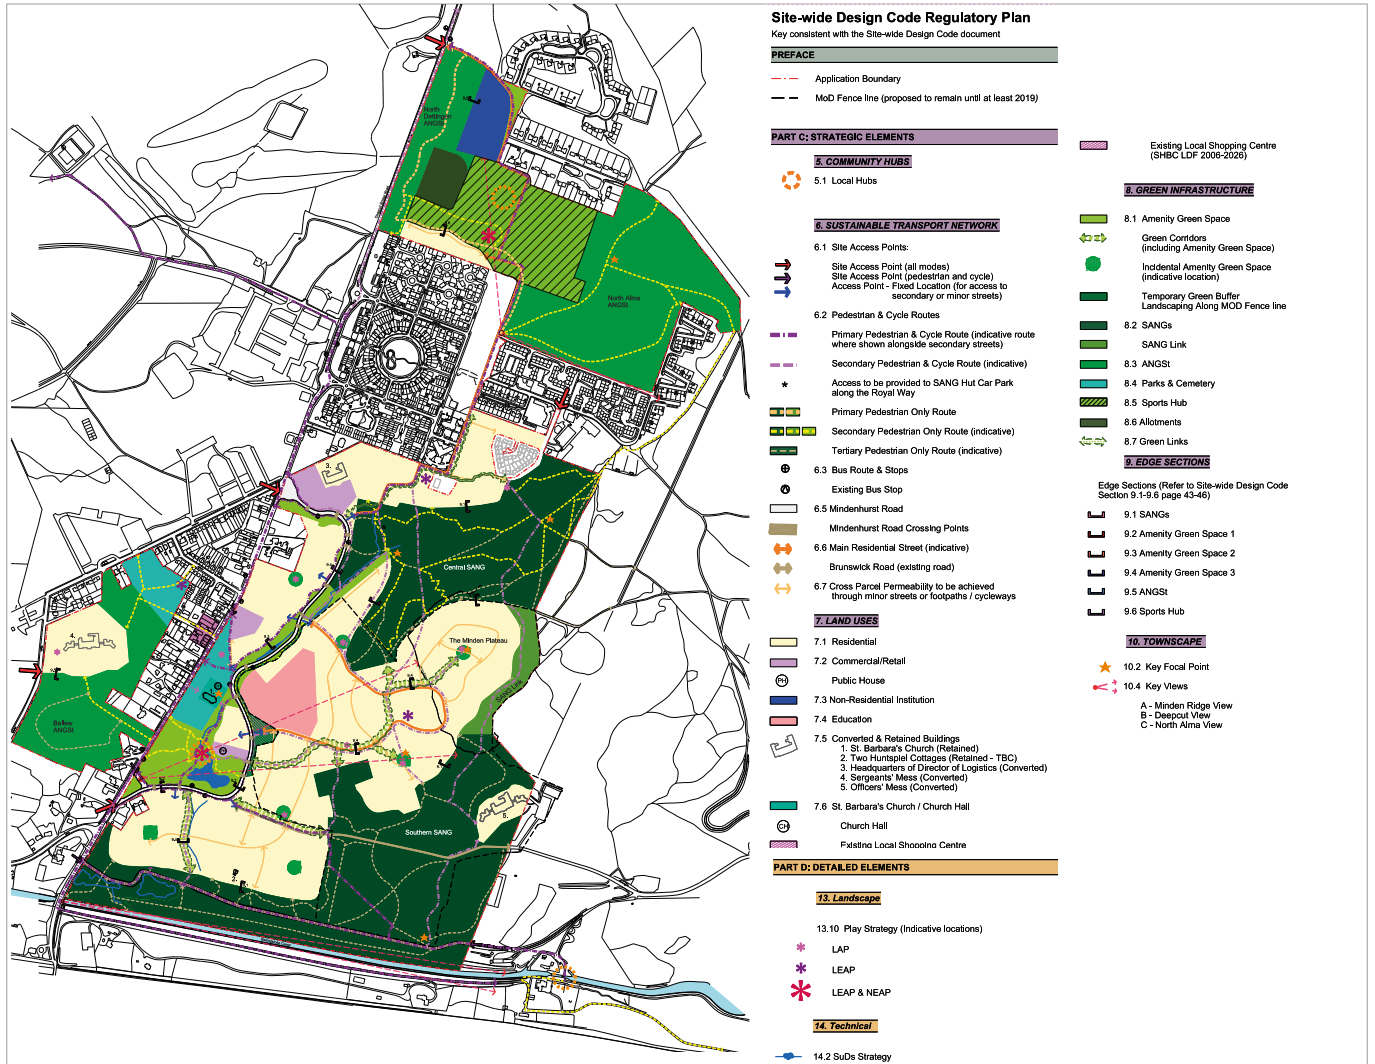 Site-wide Design Code Regulatory Plan
Key consistent with the Site-wide Design Code document
PREFACE
Application Boundary
MoD Fence line (proposed to remain until at least 2019)
PART C: STRATEGIC ELEMENTS
5. COMMUNITY HUBS
5.1 Local Hubs
6. SUSTAINABLE TRANSPORT NETWORK
6.1 Site Access Points:
Site Access Point (all modes)
Site Access Point (pedestrian and cycle)
Access Point - Fixed Location (for access to
secondary or minor streets)
6.2 Pedestrian & Cycle Routes
Primary Pedestrian & Cycle Route (indicative route
where shown alongside secondary streets)
Secondary Pedestrian & Cycle Route (indicative)
Access to be provided to SANG Hut Car Park
along the Royal Way
Primary Pedestrian Only Route
Secondary Pedestrian Only Route (indicative)
Tertiary Pedestrian Only Route (indicative)
6.3 Bus Route & Stops
Existing Bus Stop
6.5 Mindenhurst Road
Mindenhurst Road Crossing Points
6.6 Main Residential Street (indicative)
Brunswick Road (existing road)
6.7 Cross Parcel Permeability to be achieved
through minor streets or footpaths / cycleways
7. LAND USES
7.1 Residential
7.2 Commercial/Retail
PH Public House
7.3 Non-Residential Institution
7.4 Education
7.5 Converted & Retained Buildings
1. St. Barbara's Church (Retained)
2. Two Huntspiel Cottages (Retained - TBC)
3. Headquarters of Director of Logistics (Converted)
4. Sergeants' Mess (Converted)
5. Officers' Mess (Converted)
7.6 St. Barbara's Church / Church Hall
CH Church Hall
Existing Local Shopping Centre
PART D: DETAILED ELEMENTS
13. Landscape
13.10 Play Strategy (Indicative locations)
LAP
LEAP
LEAP & NEAP
14. Technical
14.2 SuDs Strategy
Existing Local Shopping Centre
(SHBC LDF 2006-2026)
8. GREEN INFRASTRUCTURE
8.1 Amenity Green Space
Green Corridors
(including Amenity Green Space)
Incidental Amenity Green Space
(indicative location)
Temporary Green Buffer
Landscaping Along MOD Fence line
8.2 SANGs
SANG Link
8.3 ANGSt
8.4 Parks & Cemetery
8.5 Sports Hub
8.6 Allotments
8.7 Green Links
9. EDGE SECTIONS
Edge Sections (Refer to Site-wide Design Code
Section 9.1-9.6 page 43-46)
9.1 SANGs
9.2 Amenity Green Space 1
9.3 Amenity Green Space 2
9.4 Amenity Green Space 3
9.5 ANGSt
9.6 Sports Hub
10. TOWNSCAPE
10.2 Key Focal Point
10.4 Key Views
A - Minden Ridge View
B - Deepcut View
C - North Alma View
North
Dettingen
ANGSt
North Alma
ANGSt
3.
Central SANG
The Minden Plateau
SANG Link
4.
Bellew
ANGSt
5.
Southern SANG